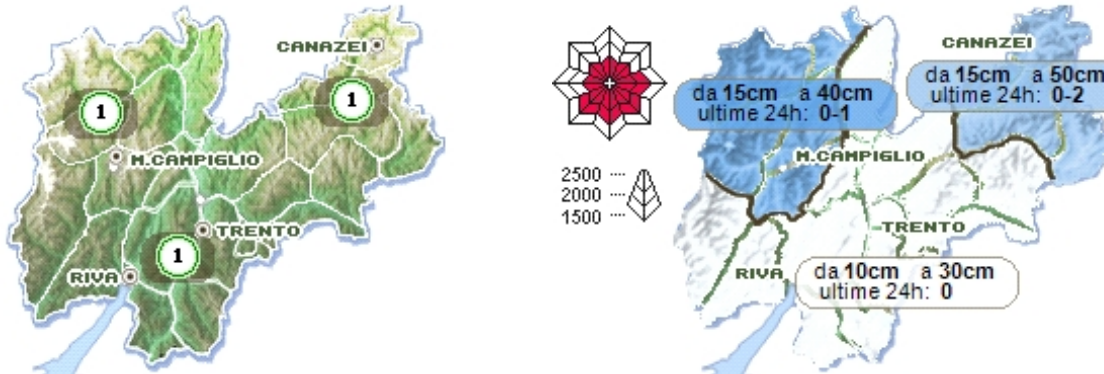 CANAZEI
1
1
M.CAMPIGLIO
TRENTO
1
RIVA
CANAZEI
da 15cm a 40cm
ultime 24h: 0-1
da 15cm a 50cm
ultime 24h: 0-2
M.CAMPIGLIO
2500
2000
1500
TRENTO
RIVA
da 10cm a 30cm
ultime 24h: 0